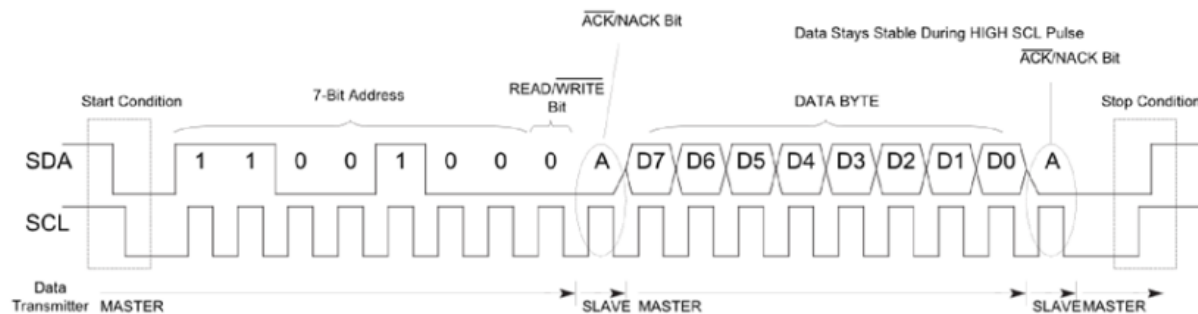 ACK/NACK Bit
Data Stays Stable During HIGH SCL Pulse
ACK/NACK Bit
Start Condition
7-Bit Address
READ/WRITE
Bit
DATA BYTE
Stop Condition
SDA 1 1 0 0 1 0 0 0 A D7 D6 D5 D4 D3 D2 D1 D0 A
SCL
Data
Transmitter MASTER SLAVE MASTER SLAVE MASTER